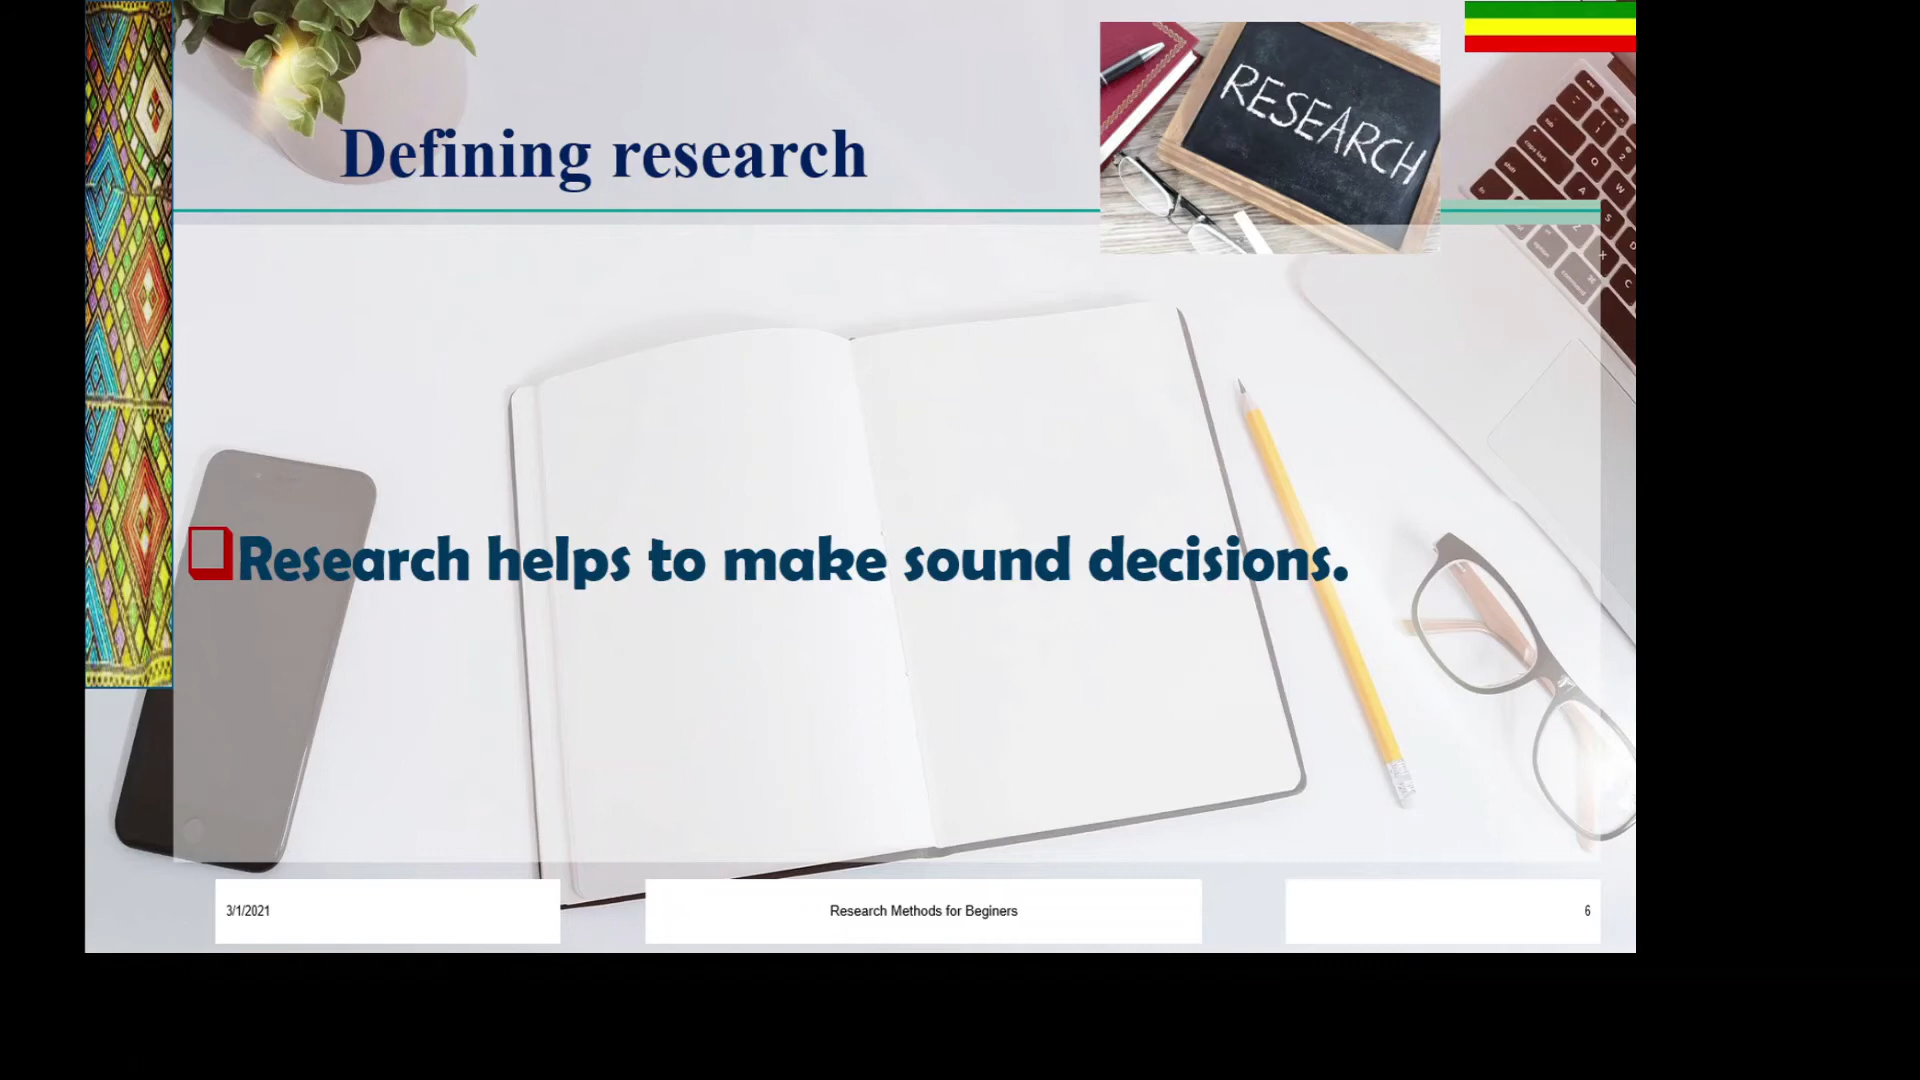 RESEARCH
Defining research
Research helps to make sound decisions.
3/1/2021
Research Methods for Beginers
6